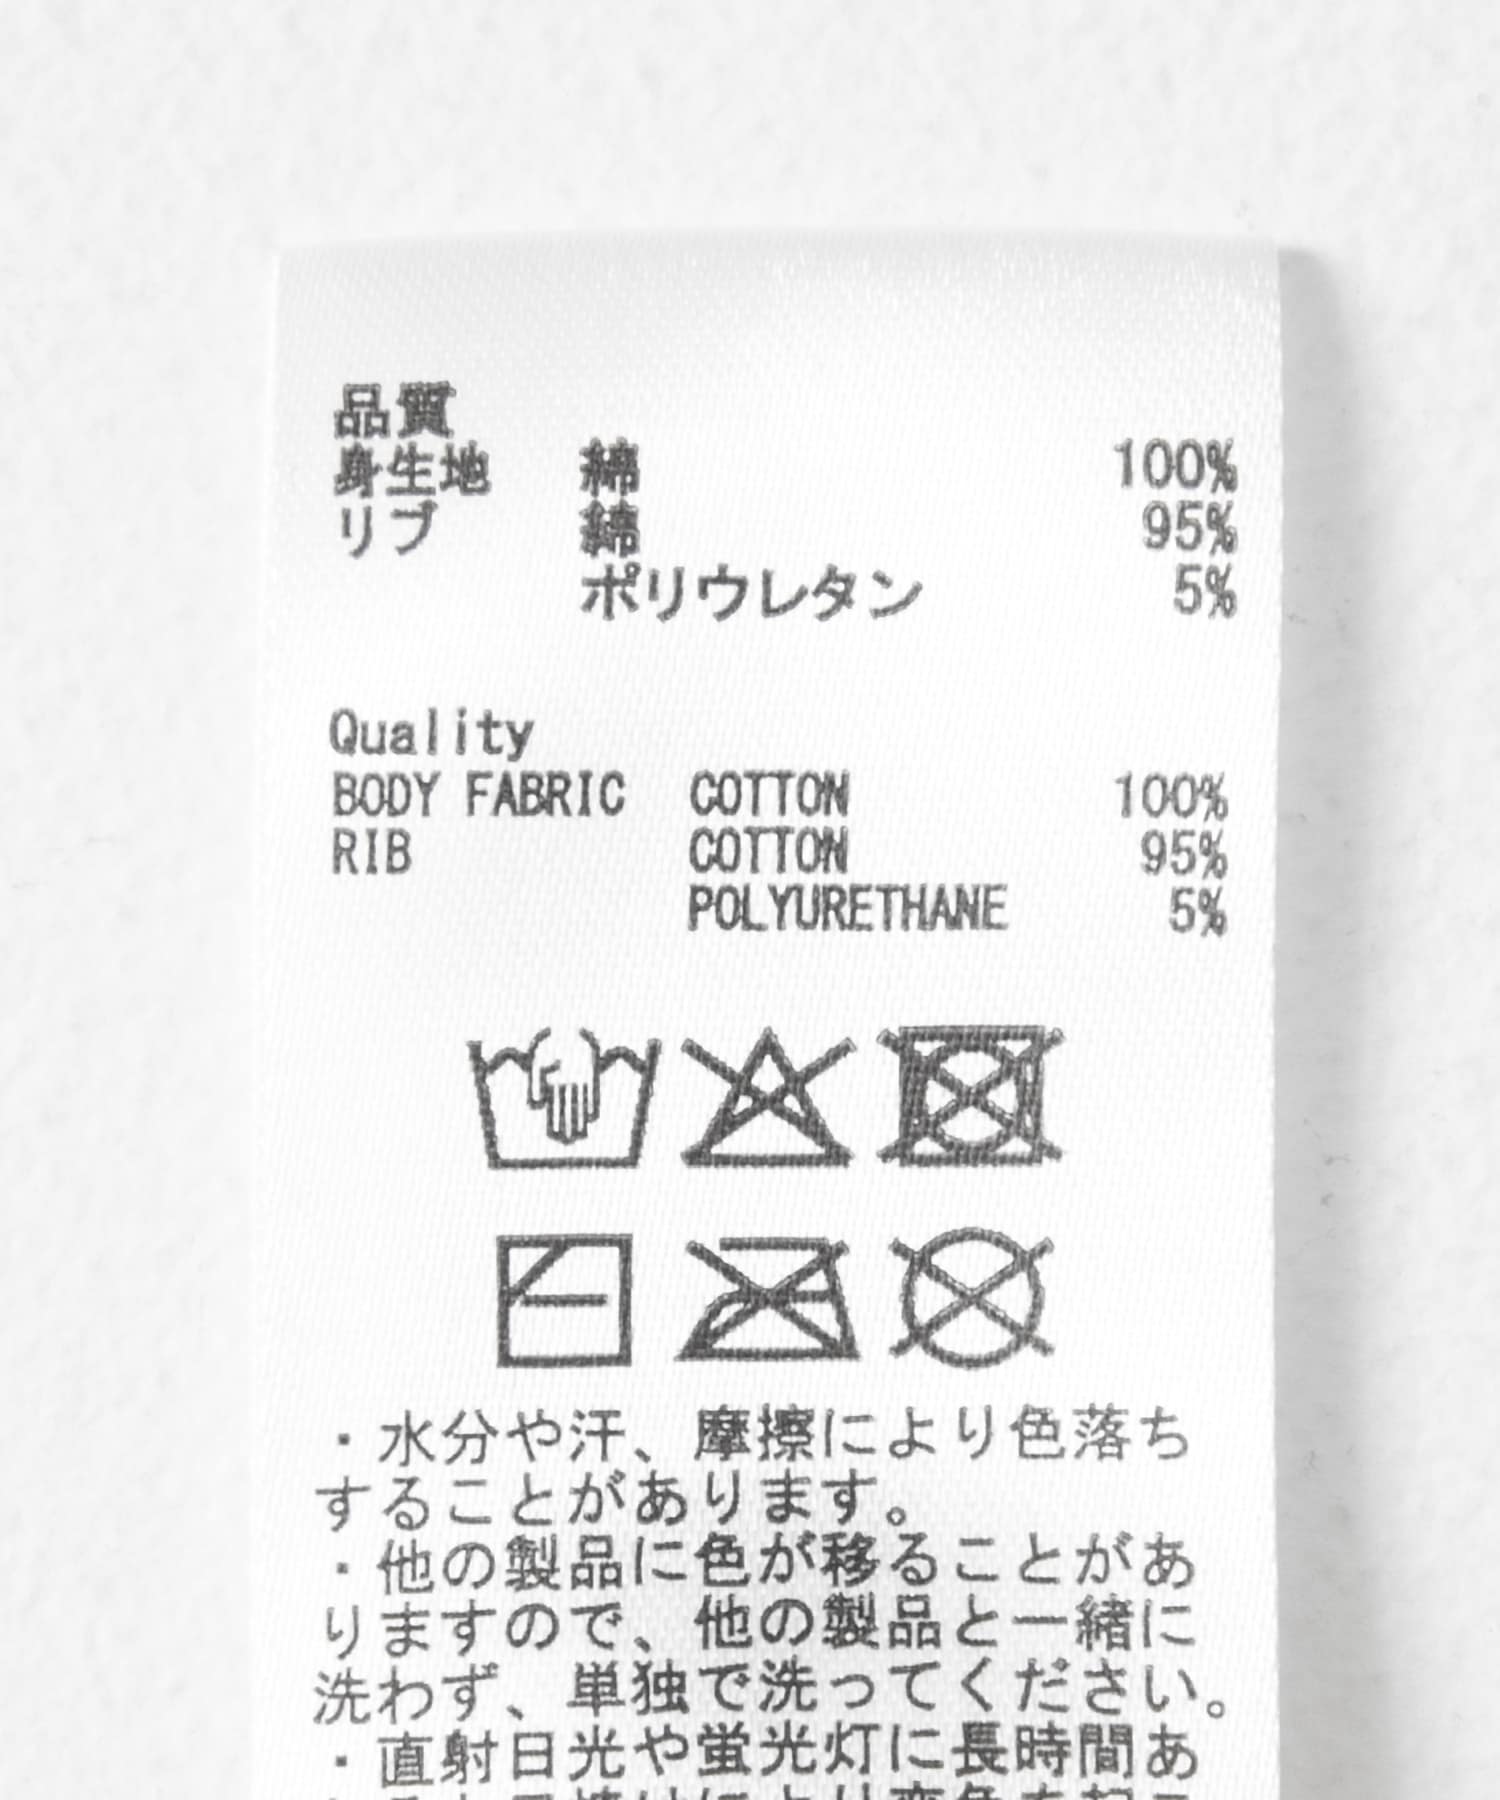 品質
身生地 綿 100%
リブ 綿 95%
ポリウレタン 5%
Quality
BODY FABRIC COTTON 100%
RIB COTTON 95%
POLYURETHANE 5%
・水分や汗、摩擦により色落ち
することがあります。
・他の製品に色が移ることがあ
りますので、他の製品と一緒に
洗わず、単独で洗ってください。
・直射日光や蛍光灯に長時間あ